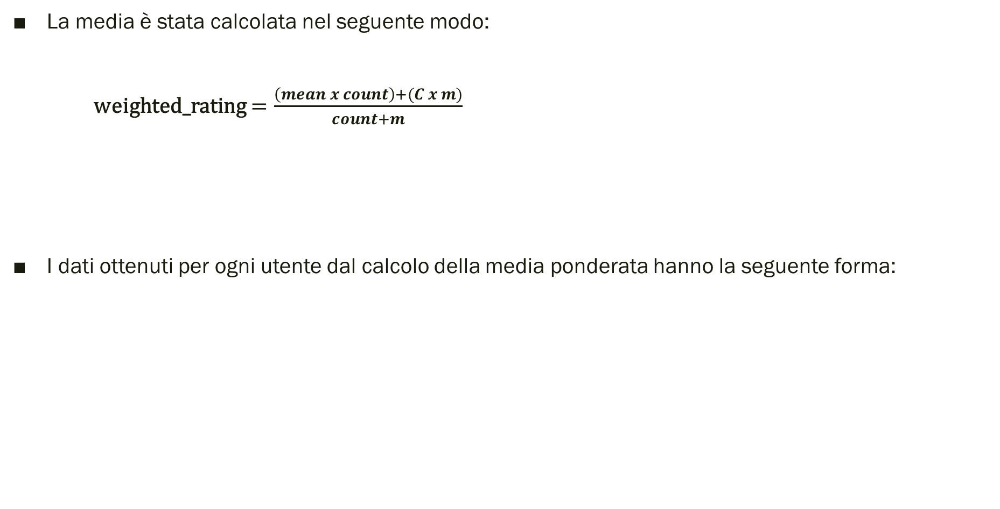 ■ La media è stata calcolata nel seguente modo:
weighted_rating = (mean x count)+(C x m)
count+m
■ I dati ottenuti per ogni utente dal calcolo della media ponderata hanno la seguente forma: